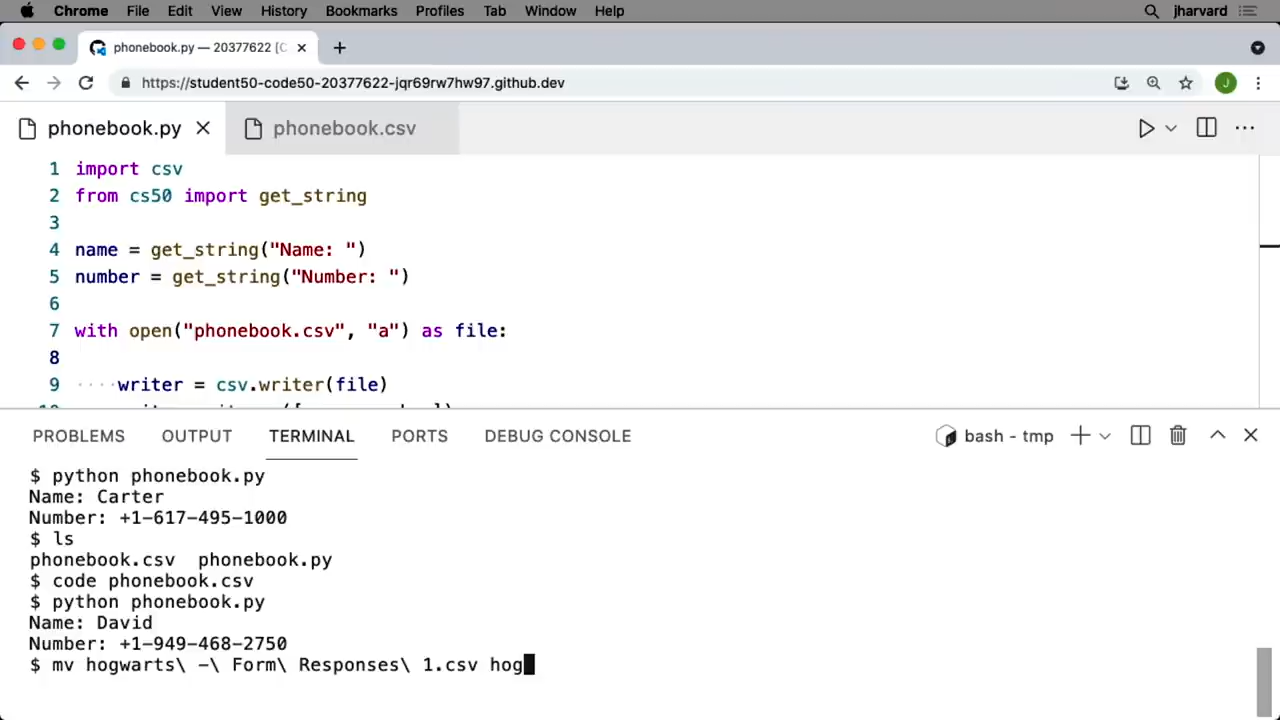 Chrome File Edit View History Bookmarks Profiles Tab Window Help jharvard
phonebook.py — 20377622 [C
https://student50-code50-20377622-jqr69rw7hw97.github.dev J
phonebook.py phonebook.csv
1 import csv
2 from cs50 import get_string
3
4 name = get_string("Name: ")
5 number = get_string("Number: ")
6
7 with open("phonebook.csv", "a") as file:
8
9 ····writer = csv.writer(file)
PROBLEMS OUTPUT TERMINAL PORTS DEBUG CONSOLE bash - tmp
$ python phonebook.py
Name: Carter
Number: +1-617-495-1000
$ ls
phonebook.csv  phonebook.py
$ code phonebook.csv
$ python phonebook.py
Name: David
Number: +1-949-468-2750
$ mv hogwarts\ -\ Form\ Responses\ 1.csv hog